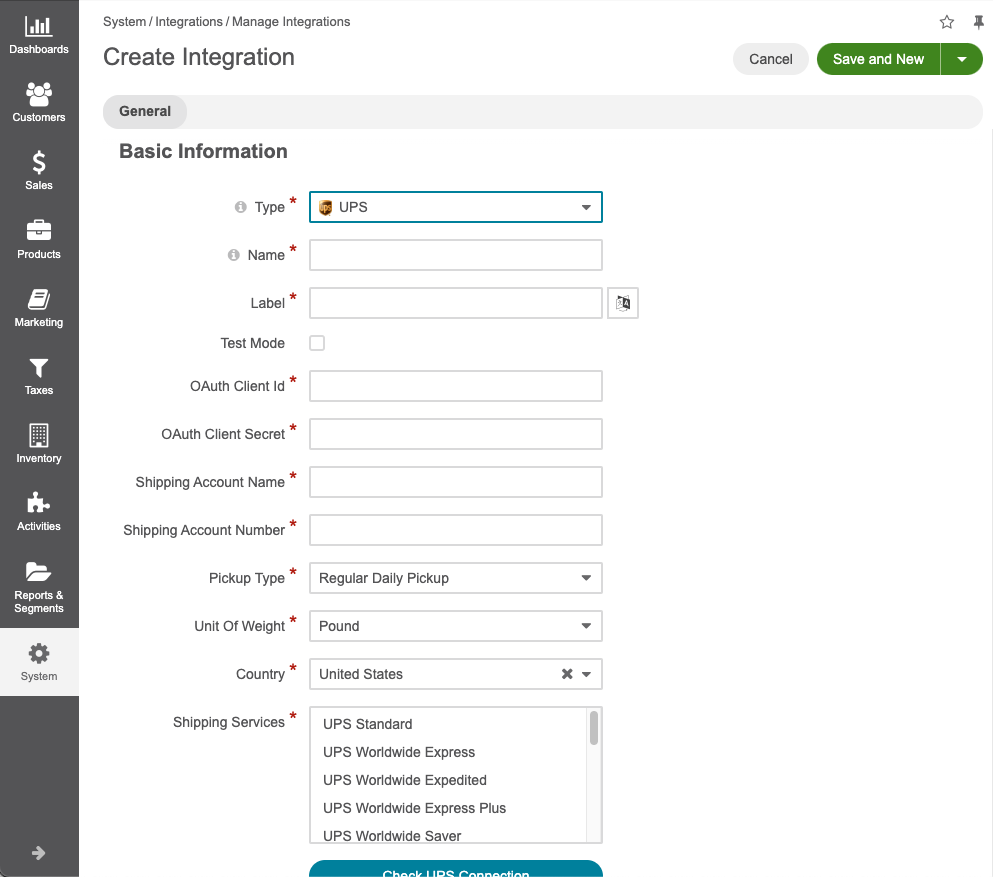 System / Integrations / Manage Integrations
Create Integration
Cancel
Save and New
Dashboards
Customers
Sales
Products
Marketing
Taxes
Inventory
Activities
Reports &
Segments
System
General
Basic Information
Type *
UPS
Name *
Label *
Test Mode
OAuth Client Id *
OAuth Client Secret *
Shipping Account Name *
Shipping Account Number *
Pickup Type *
Regular Daily Pickup
Unit Of Weight *
Pound
Country *
United States
Shipping Services *
UPS Standard
UPS Worldwide Express
UPS Worldwide Expedited
UPS Worldwide Express Plus
UPS Worldwide Saver
Check UPS Connection